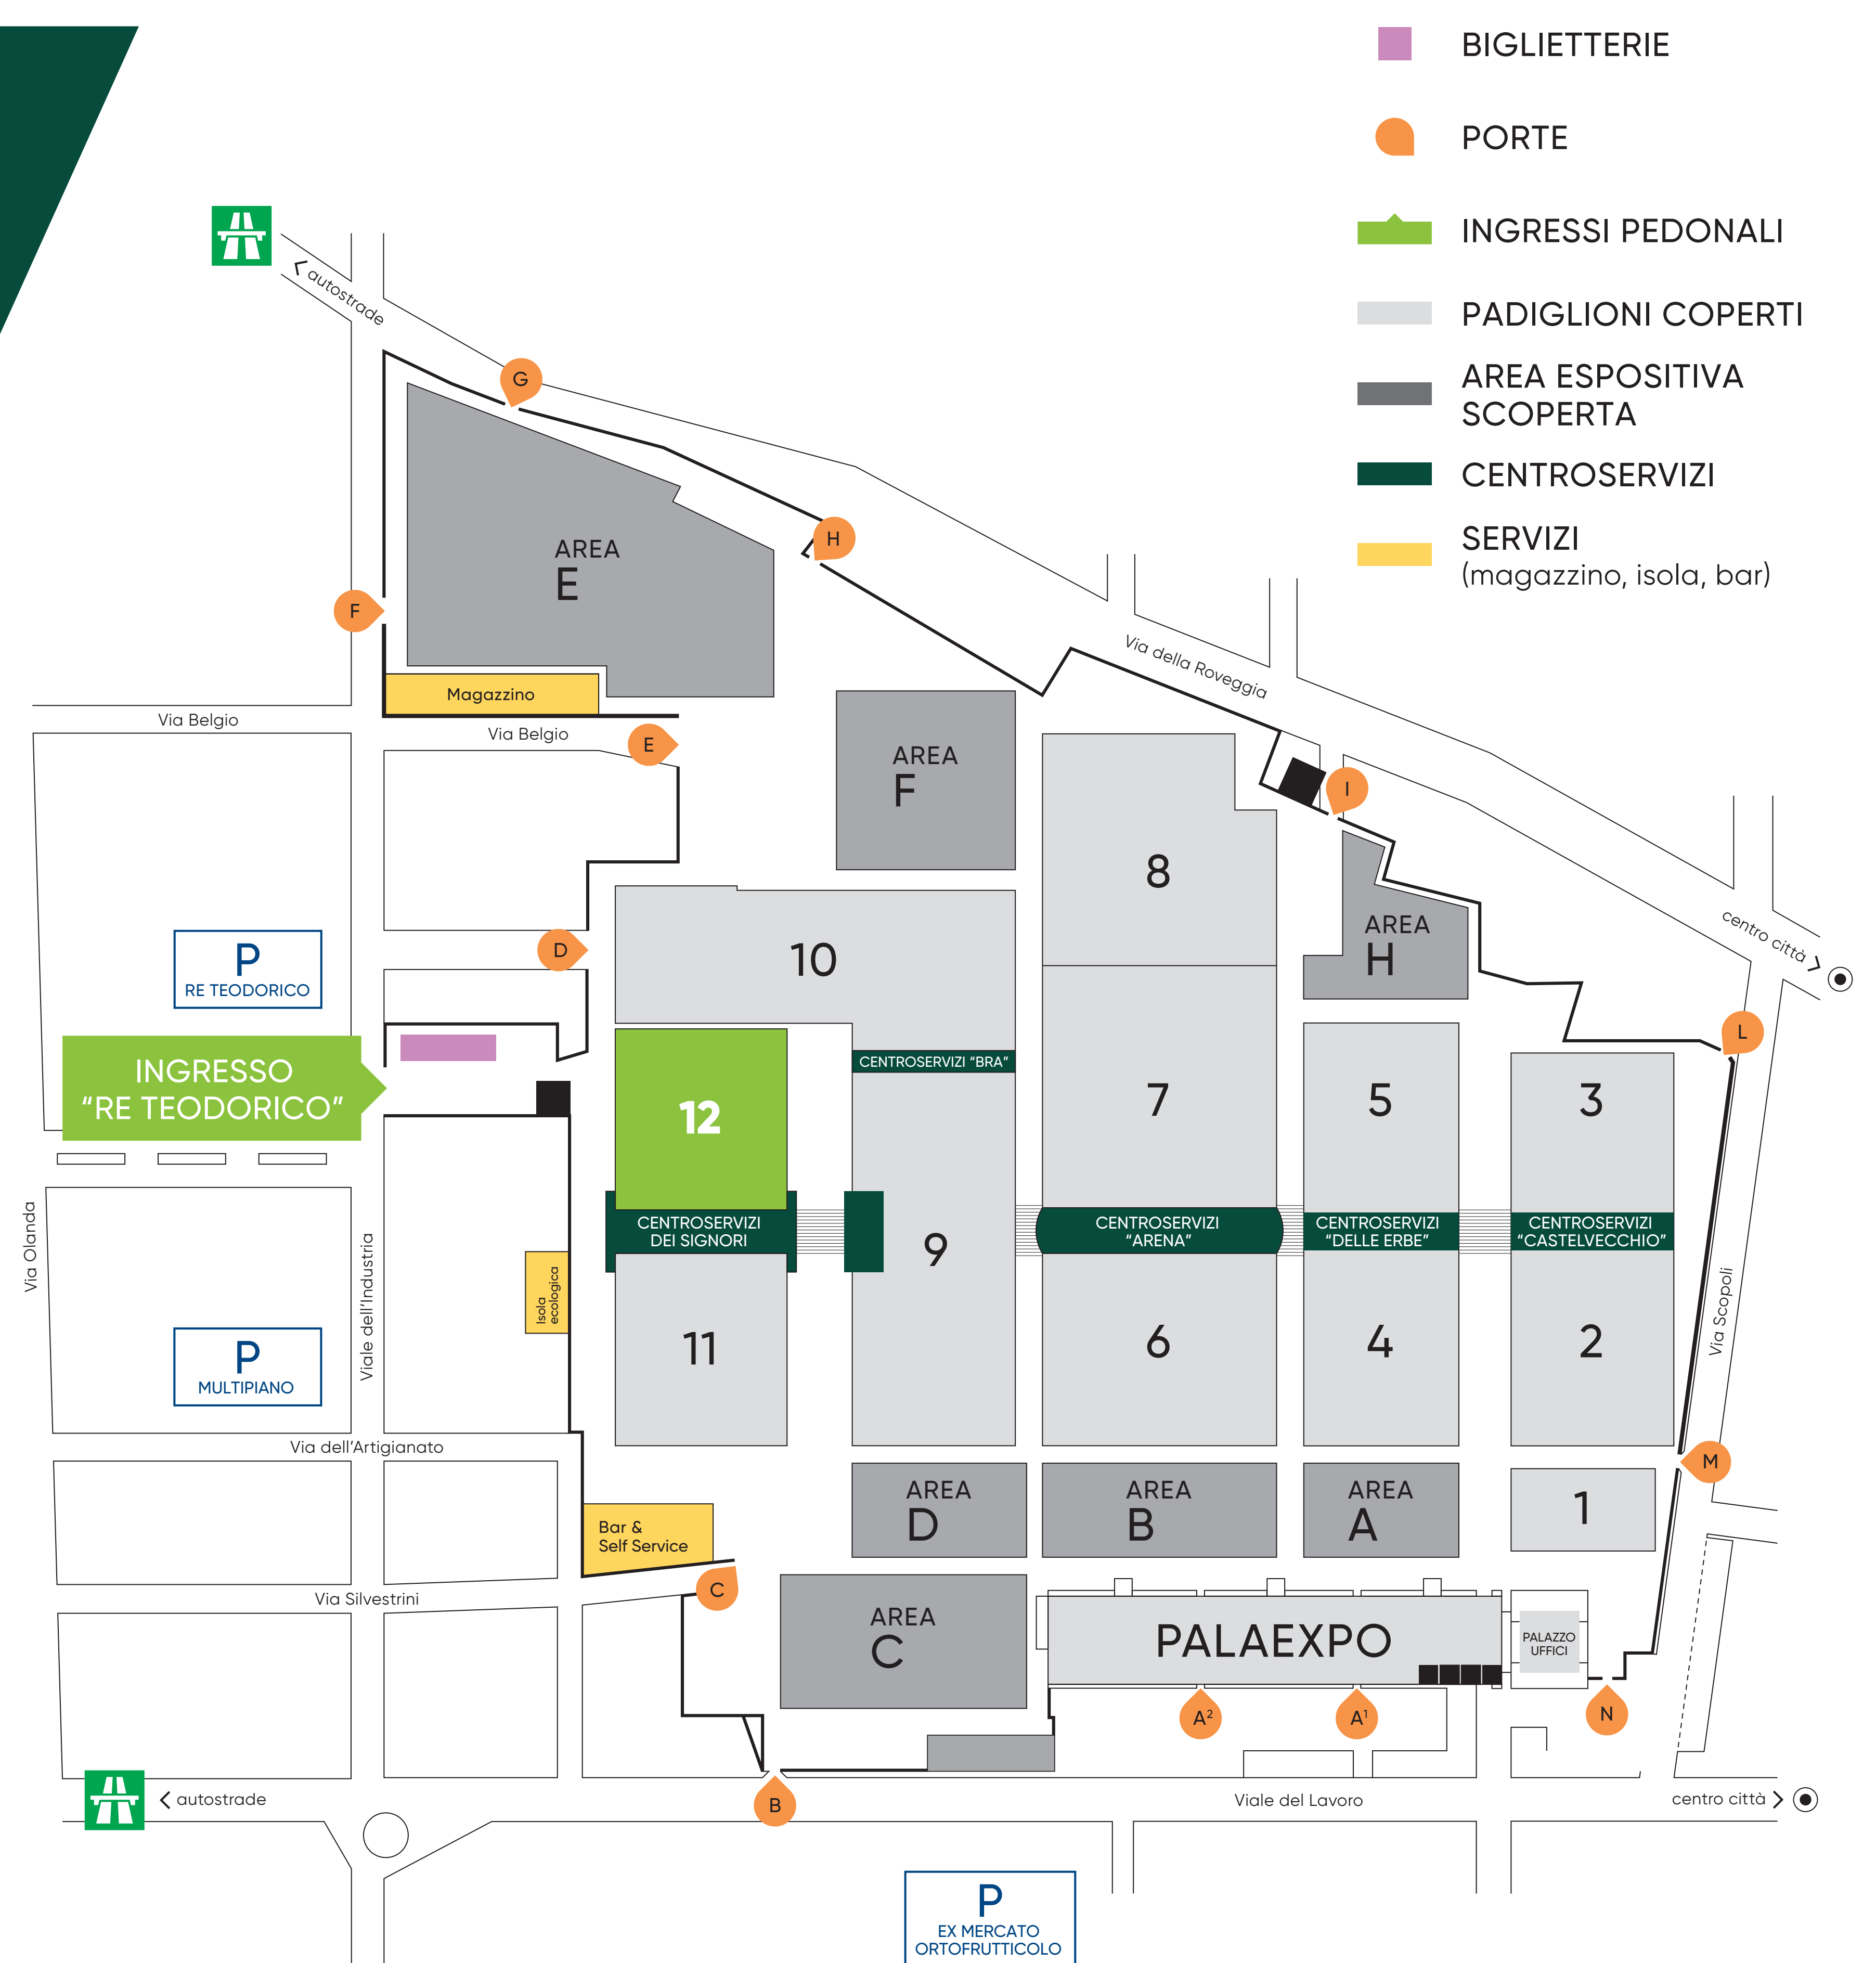 BIGLIETTERIE
PORTE
INGRESSI PEDONALI
PADIGLIONI COPERTI
AREA ESPOSITIVA
SCOPERTA
CENTROSERVIZI
SERVIZI
(magazzino, isola, bar)
< autostrade
G
H
AREA
E
F
Magazzino
Via della Roveggia
Via Belgio
Via Belgio
E
AREA
F
I
8
AREA
H
centro città >
D
10
P
RE TEODORICO
L
INGRESSO
“RE TEODORICO”
12
CENTROSERVIZI “BRA”
7
5
3
Via Olanda
Viale dell'Industria
CENTROSERVIZI
DEI SIGNORI
9
CENTROSERVIZI
“ARENA”
CENTROSERVIZI
“DELLE ERBE”
CENTROSERVIZI
“CASTELVECCHIO”
Isola
ecologica
Via Scopoli
P
MULTIPIANO
11
6
4
2
Via dell'Artigianato
M
AREA
D
AREA
B
AREA
A
1
Bar &
Self Service
C
Via Silvestrini
AREA
C
PALAEXPO
PALAZZO
UFFICI
A²
A¹
N
< autostrade
B
Viale del Lavoro
centro città >
P
EX MERCATO
ORTOFRUTTICOLO